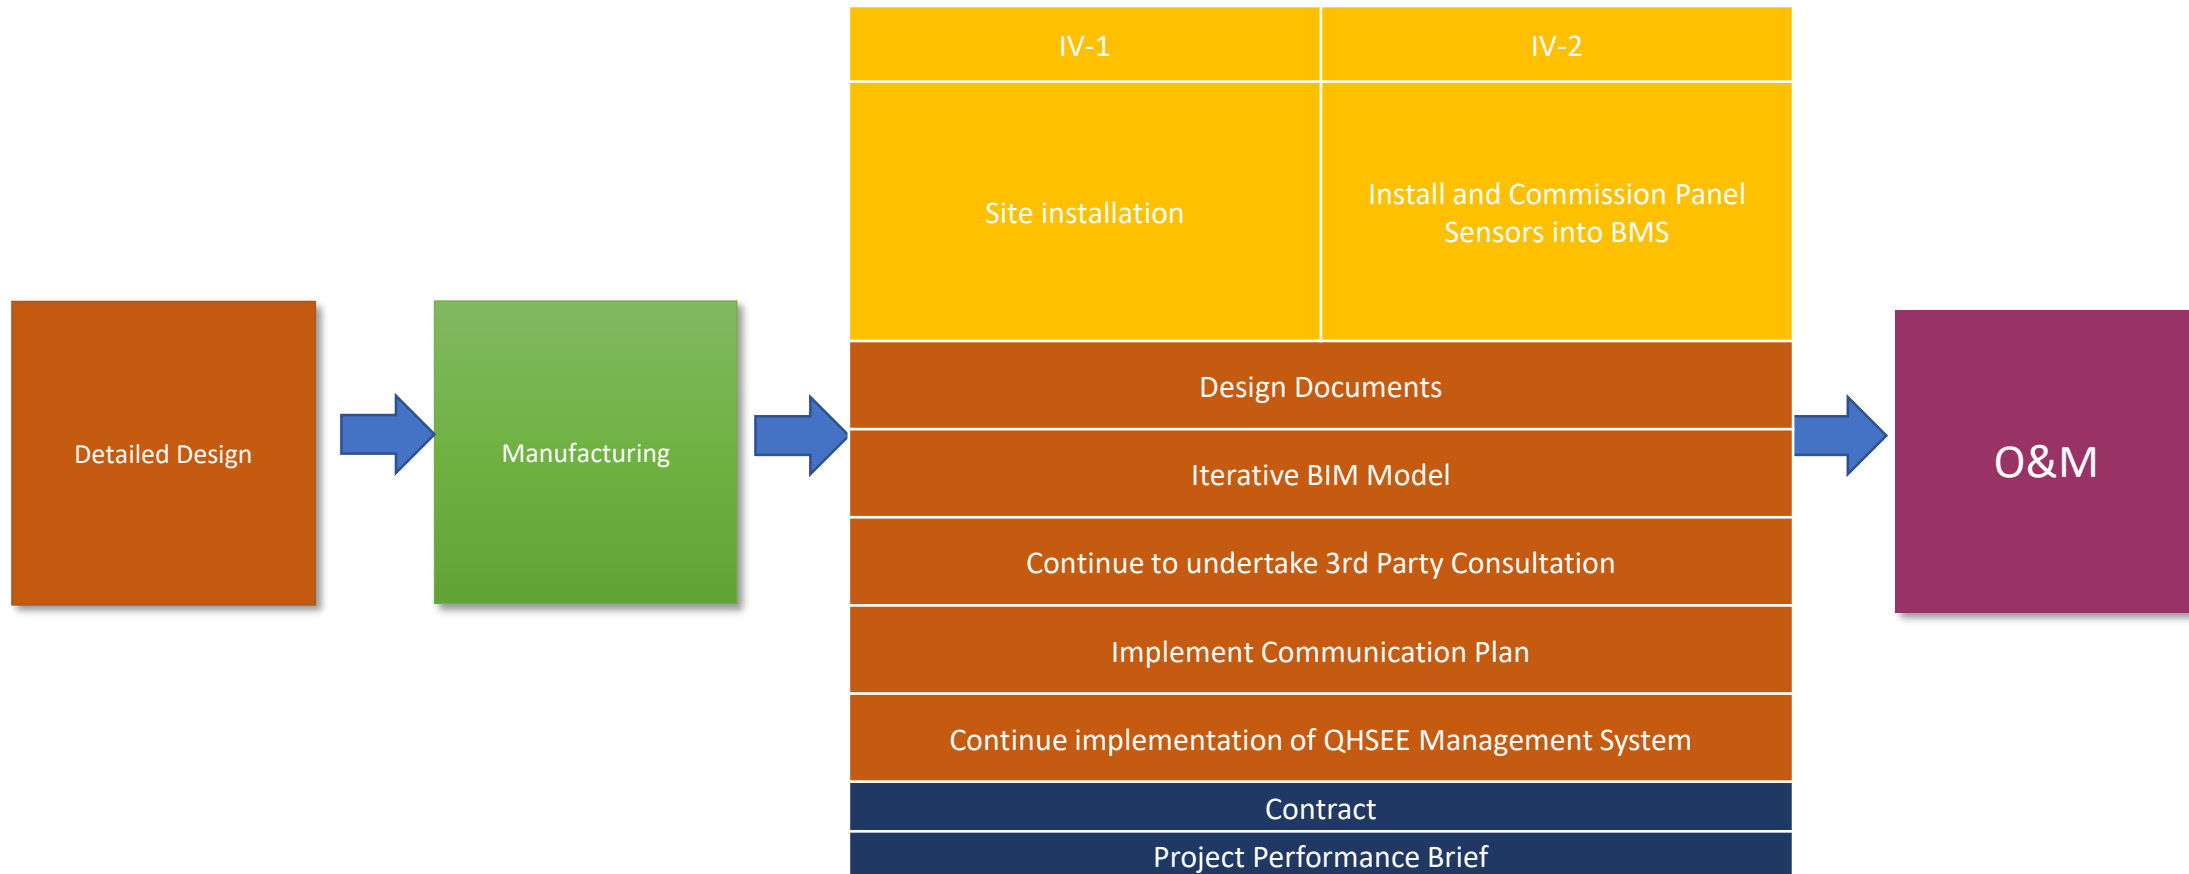 IV-1
IV-2
Site installation
Install and Commission Panel
Sensors into BMS
Design Documents
Detailed Design
Manufacturing
Iterative BIM Model
O&M
Continue to undertake 3rd Party Consultation
Implement Communication Plan
Continue implementation of QHSEE Management System
Contract
Project Performance Brief